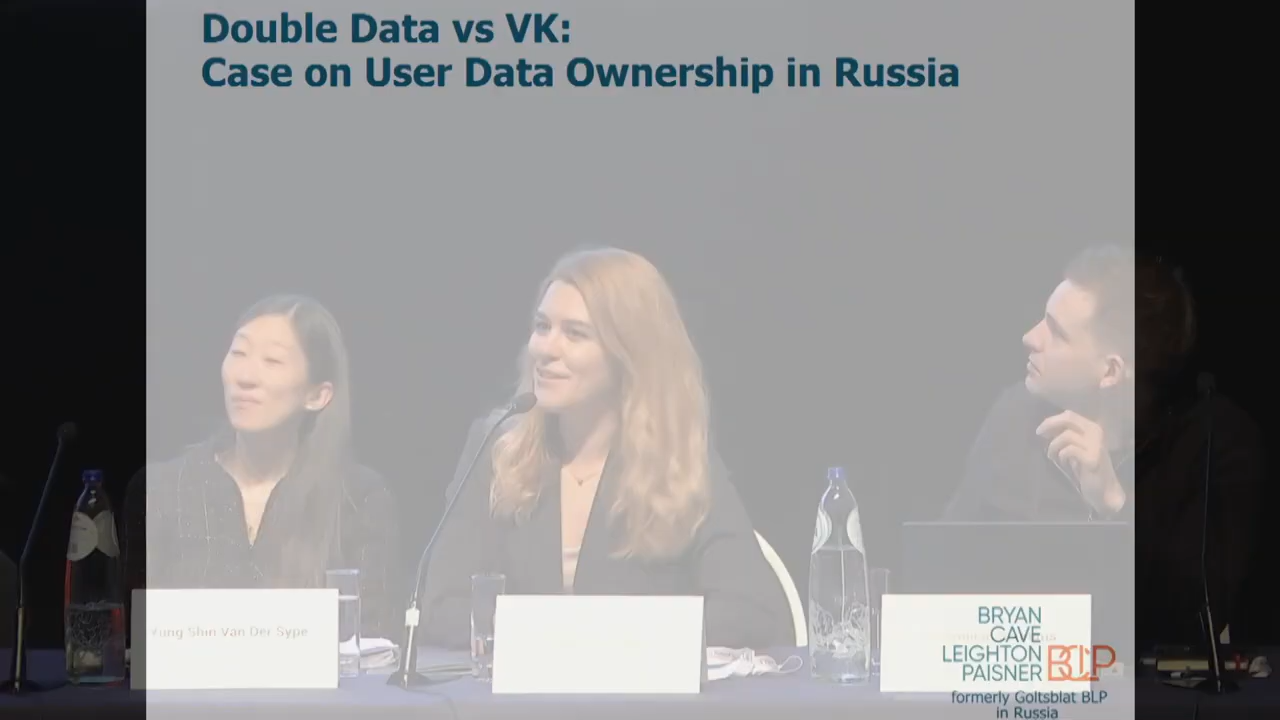 Double Data vs VK:
Case on User Data Ownership in Russia
Yung Shin Van Der Sype
BRYAN
CAVE
LEIGHTON
PAISNER
BCLP
formerly Goltsblat BLP
in Russia